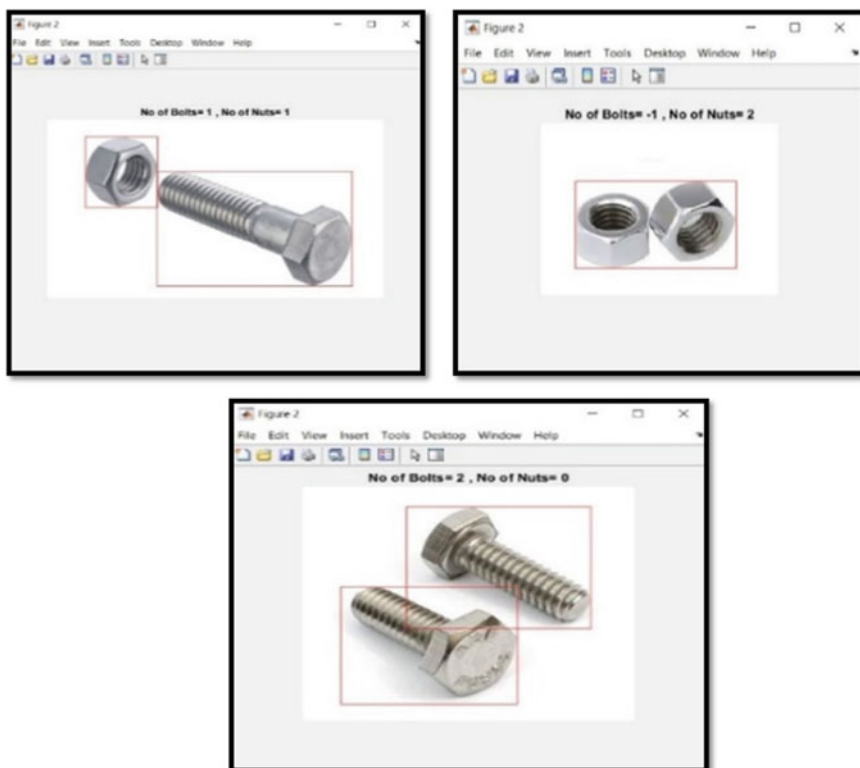 Figure 2
File Edit View Insert Tools Desktop Window Help
No of Bolts= 1 , No of Nuts= 1
Figure 2
File Edit View Insert Tools Desktop Window Help
No of Bolts= -1 , No of Nuts= 2
Figure 2
File Edit View Insert Tools Desktop Window Help
No of Bolts= 2 , No of Nuts= 0